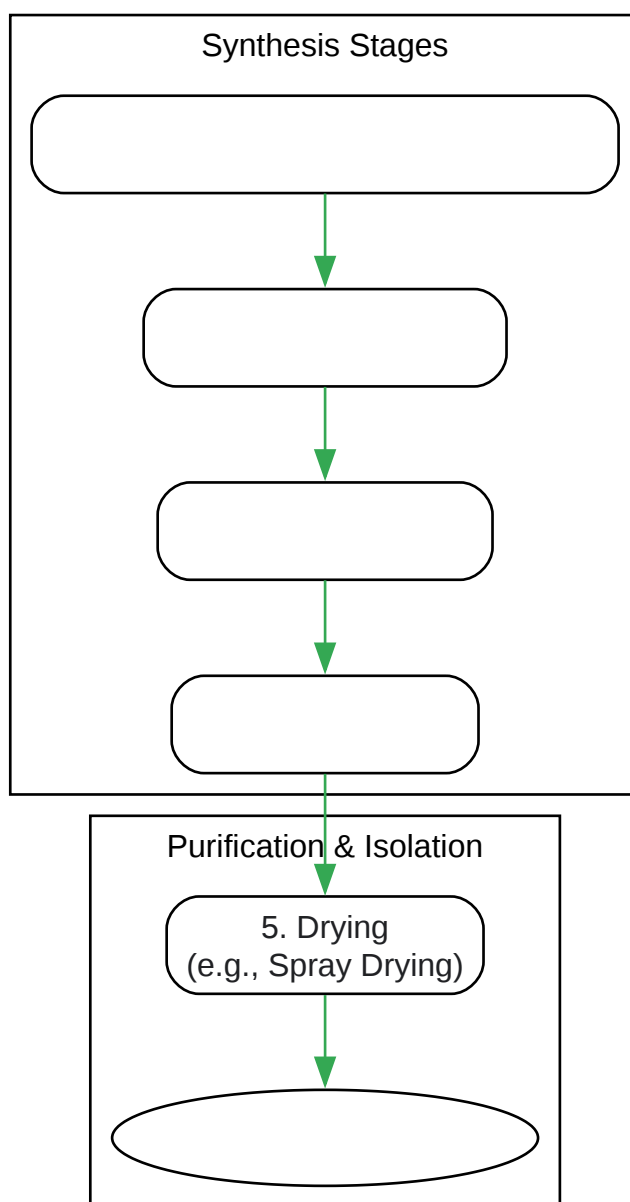 Synthesis Stages
Purification & Isolation
5. Drying
(e.g., Spray Drying)